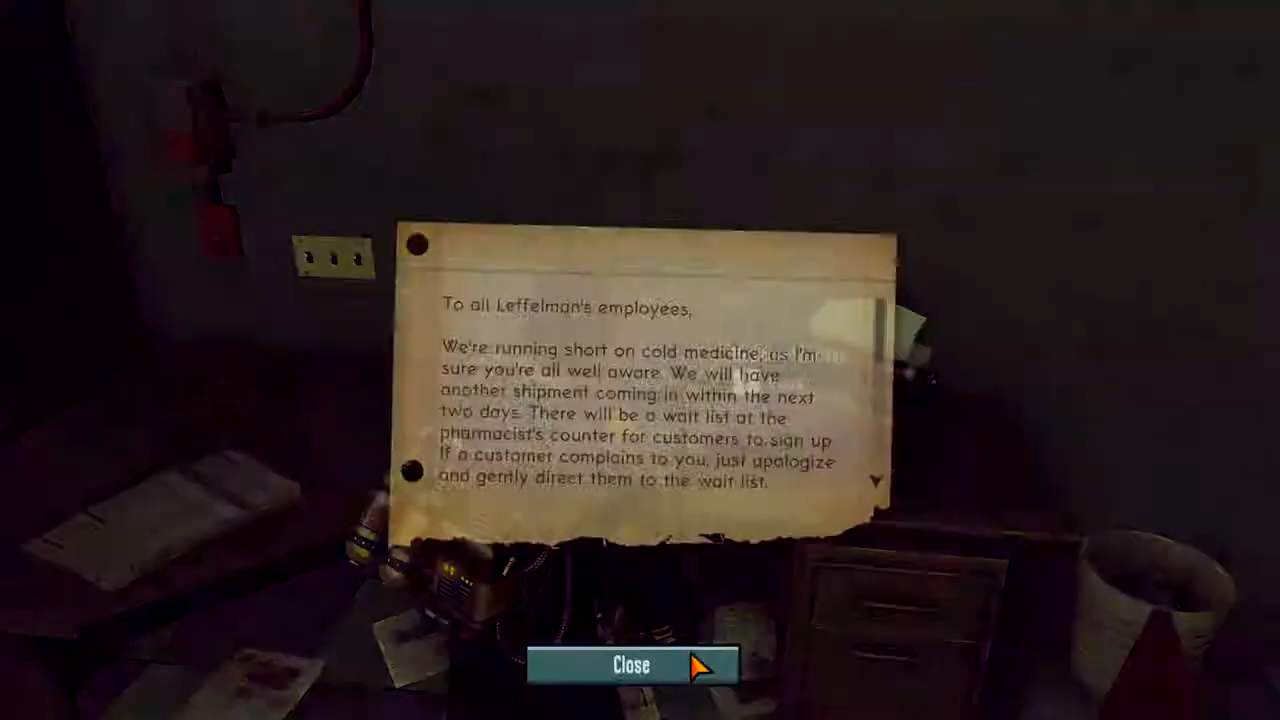 To all Leffelman's employees,
We're running short on cold medicine, as I'm
sure you're all well aware. We will have
another shipment coming in within the next
two days. There will be a wait list at the
pharmacist's counter for customers to sign up
If a customer complains to you, just apologize
and gently direct them to the wait list.
Close